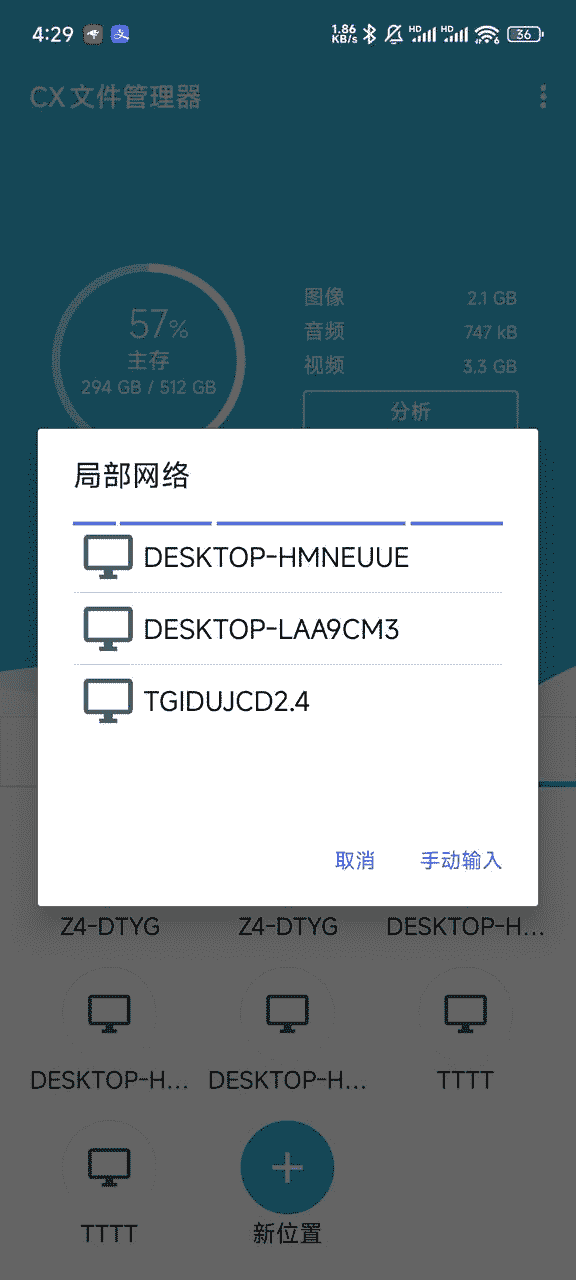 4:29
1.86 KB/s HD HD 6 36
CX 文件管理器
57%
主存
294 GB / 512 GB
图像 2.1 GB
音频 747 kB
视频 3.3 GB
分析
局部网络
DESKTOP-HMNEUUE
DESKTOP-LAA9CM3
TGIDUJCD2.4
取消 手动输入
Z4-DTYG Z4-DTYG DESKTOP-H...
DESKTOP-H... DESKTOP-H... TTTT
TTTT 新位置